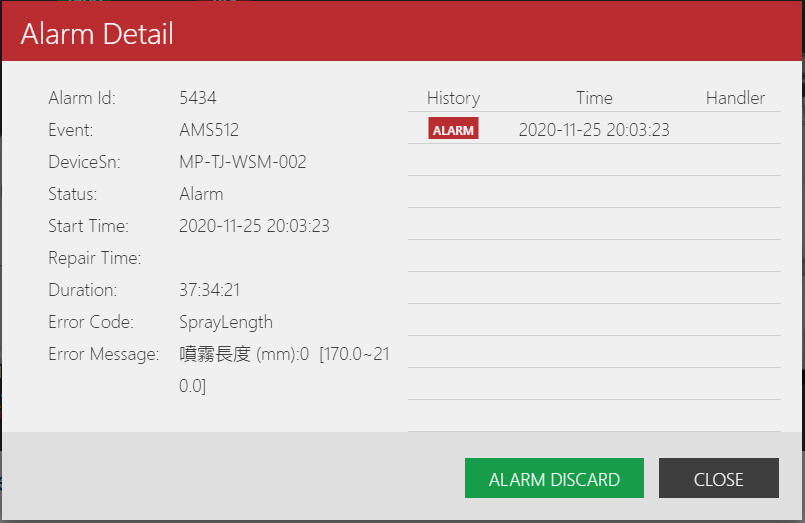 Alarm Detail
Alarm Id: 5434
Event: AMS512
DeviceSn: MP-TJ-WSM-002
Status: Alarm
Start Time: 2020-11-25 20:03:23
Repair Time:
Duration: 37:34:21
Error Code: SprayLength
Error Message: 噴霧長度 (mm):0 [170.0~21
0.0]
History Time Handler
ALARM 2020-11-25 20:03:23
ALARM DISCARD CLOSE